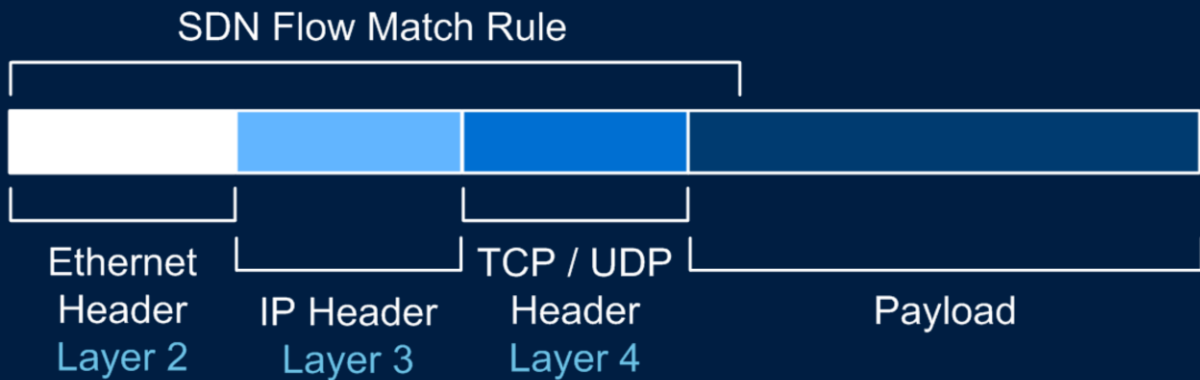 SDN Flow Match Rule
Ethernet
Header
Layer 2
IP Header
Layer 3
TCP / UDP
Header
Layer 4
Payload